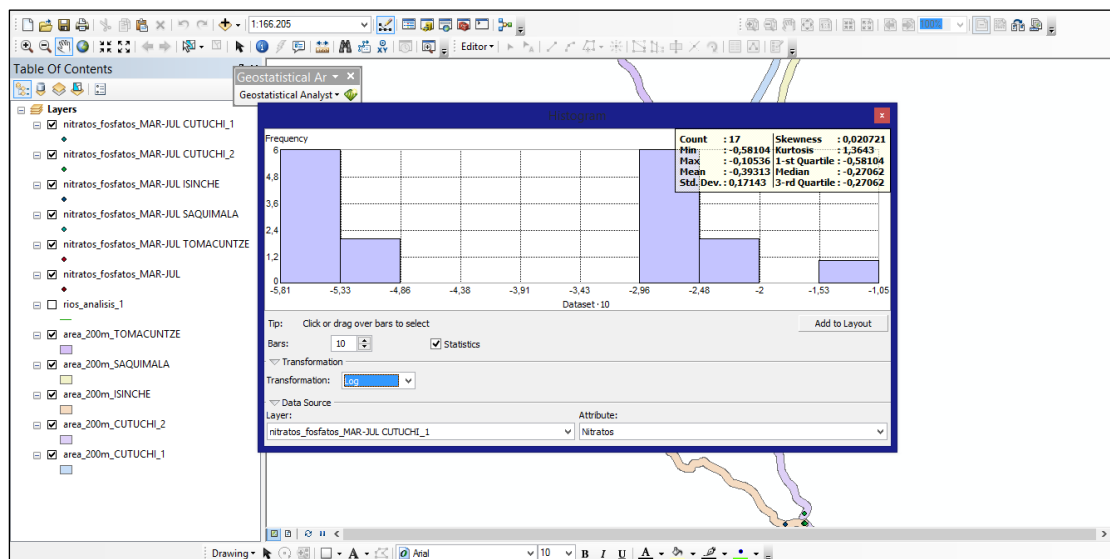 1:166.205
100%
Editor
Table Of Contents
Geostatistical Ar
Geostatistical Analyst
Layers
nitratos_fosfatos_MAR-JUL CUTUCHI_1
nitratos_fosfatos_MAR-JUL CUTUCHI_2
nitratos_fosfatos_MAR-JUL ISINCHE
nitratos_fosfatos_MAR-JUL SAQUIMALA
nitratos_fosfatos_MAR-JUL TOMACUNTZE
nitratos_fosfatos_MAR-JUL
rios_analisis_1
area_200m_TOMACUNTZE
area_200m_SAQUIMALA
area_200m_ISINCHE
area_200m_CUTUCHI_2
area_200m_CUTUCHI_1
Histogram
Frequency
Count : 17 Skewness : 0,020721
Min : -0,58104 Kurtosis : 1,3643
Max : -0,10536 1-st Quartile : -0,58104
Mean : -0,39313 Median : -0,27062
Std. Dev. : 0,17143 3-rd Quartile : -0,27062
6
4,8
3,6
2,4
1,2
0
-5,81 -5,33 -4,86 -4,38 -3,91 -3,43 -2,96 -2,48 -2 -1,53 -1,05
Dataset · 10
Tip: Click or drag over bars to select
Add to Layout
Bars: 10 Statistics
Transformation
Transformation: Log
Data Source
Layer: Attribute:
nitratos_fosfatos_MAR-JUL CUTUCHI_1 Nitratos
Drawing A Arial 10 B I U A